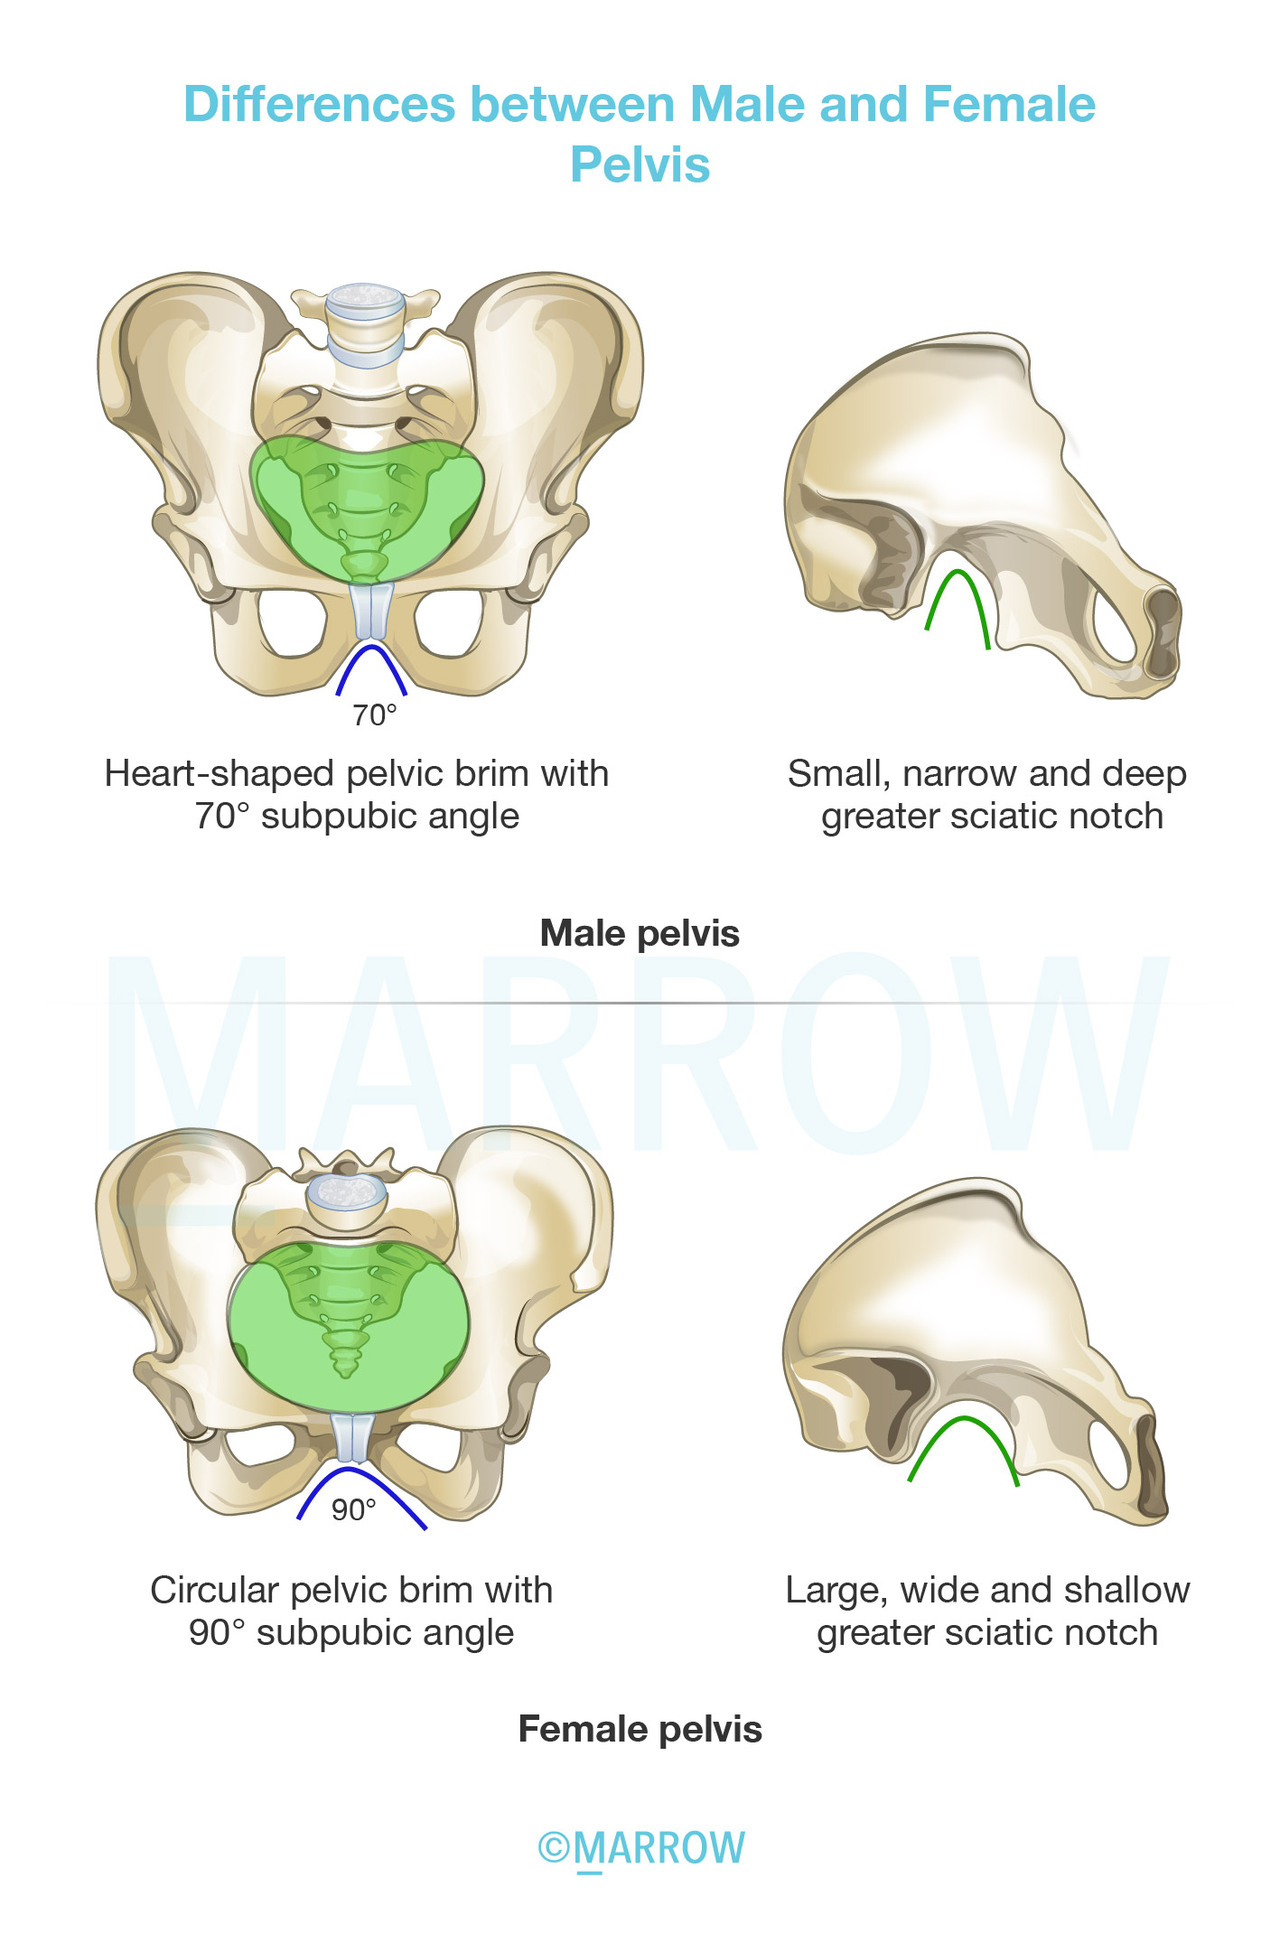 Differences between Male and Female
Pelvis
70°
Heart-shaped pelvic brim with
70° subpubic angle
Small, narrow and deep
greater sciatic notch
Male pelvis
MARROW
90°
Circular pelvic brim with
90° subpubic angle
Large, wide and shallow
greater sciatic notch
Female pelvis
©MARROW